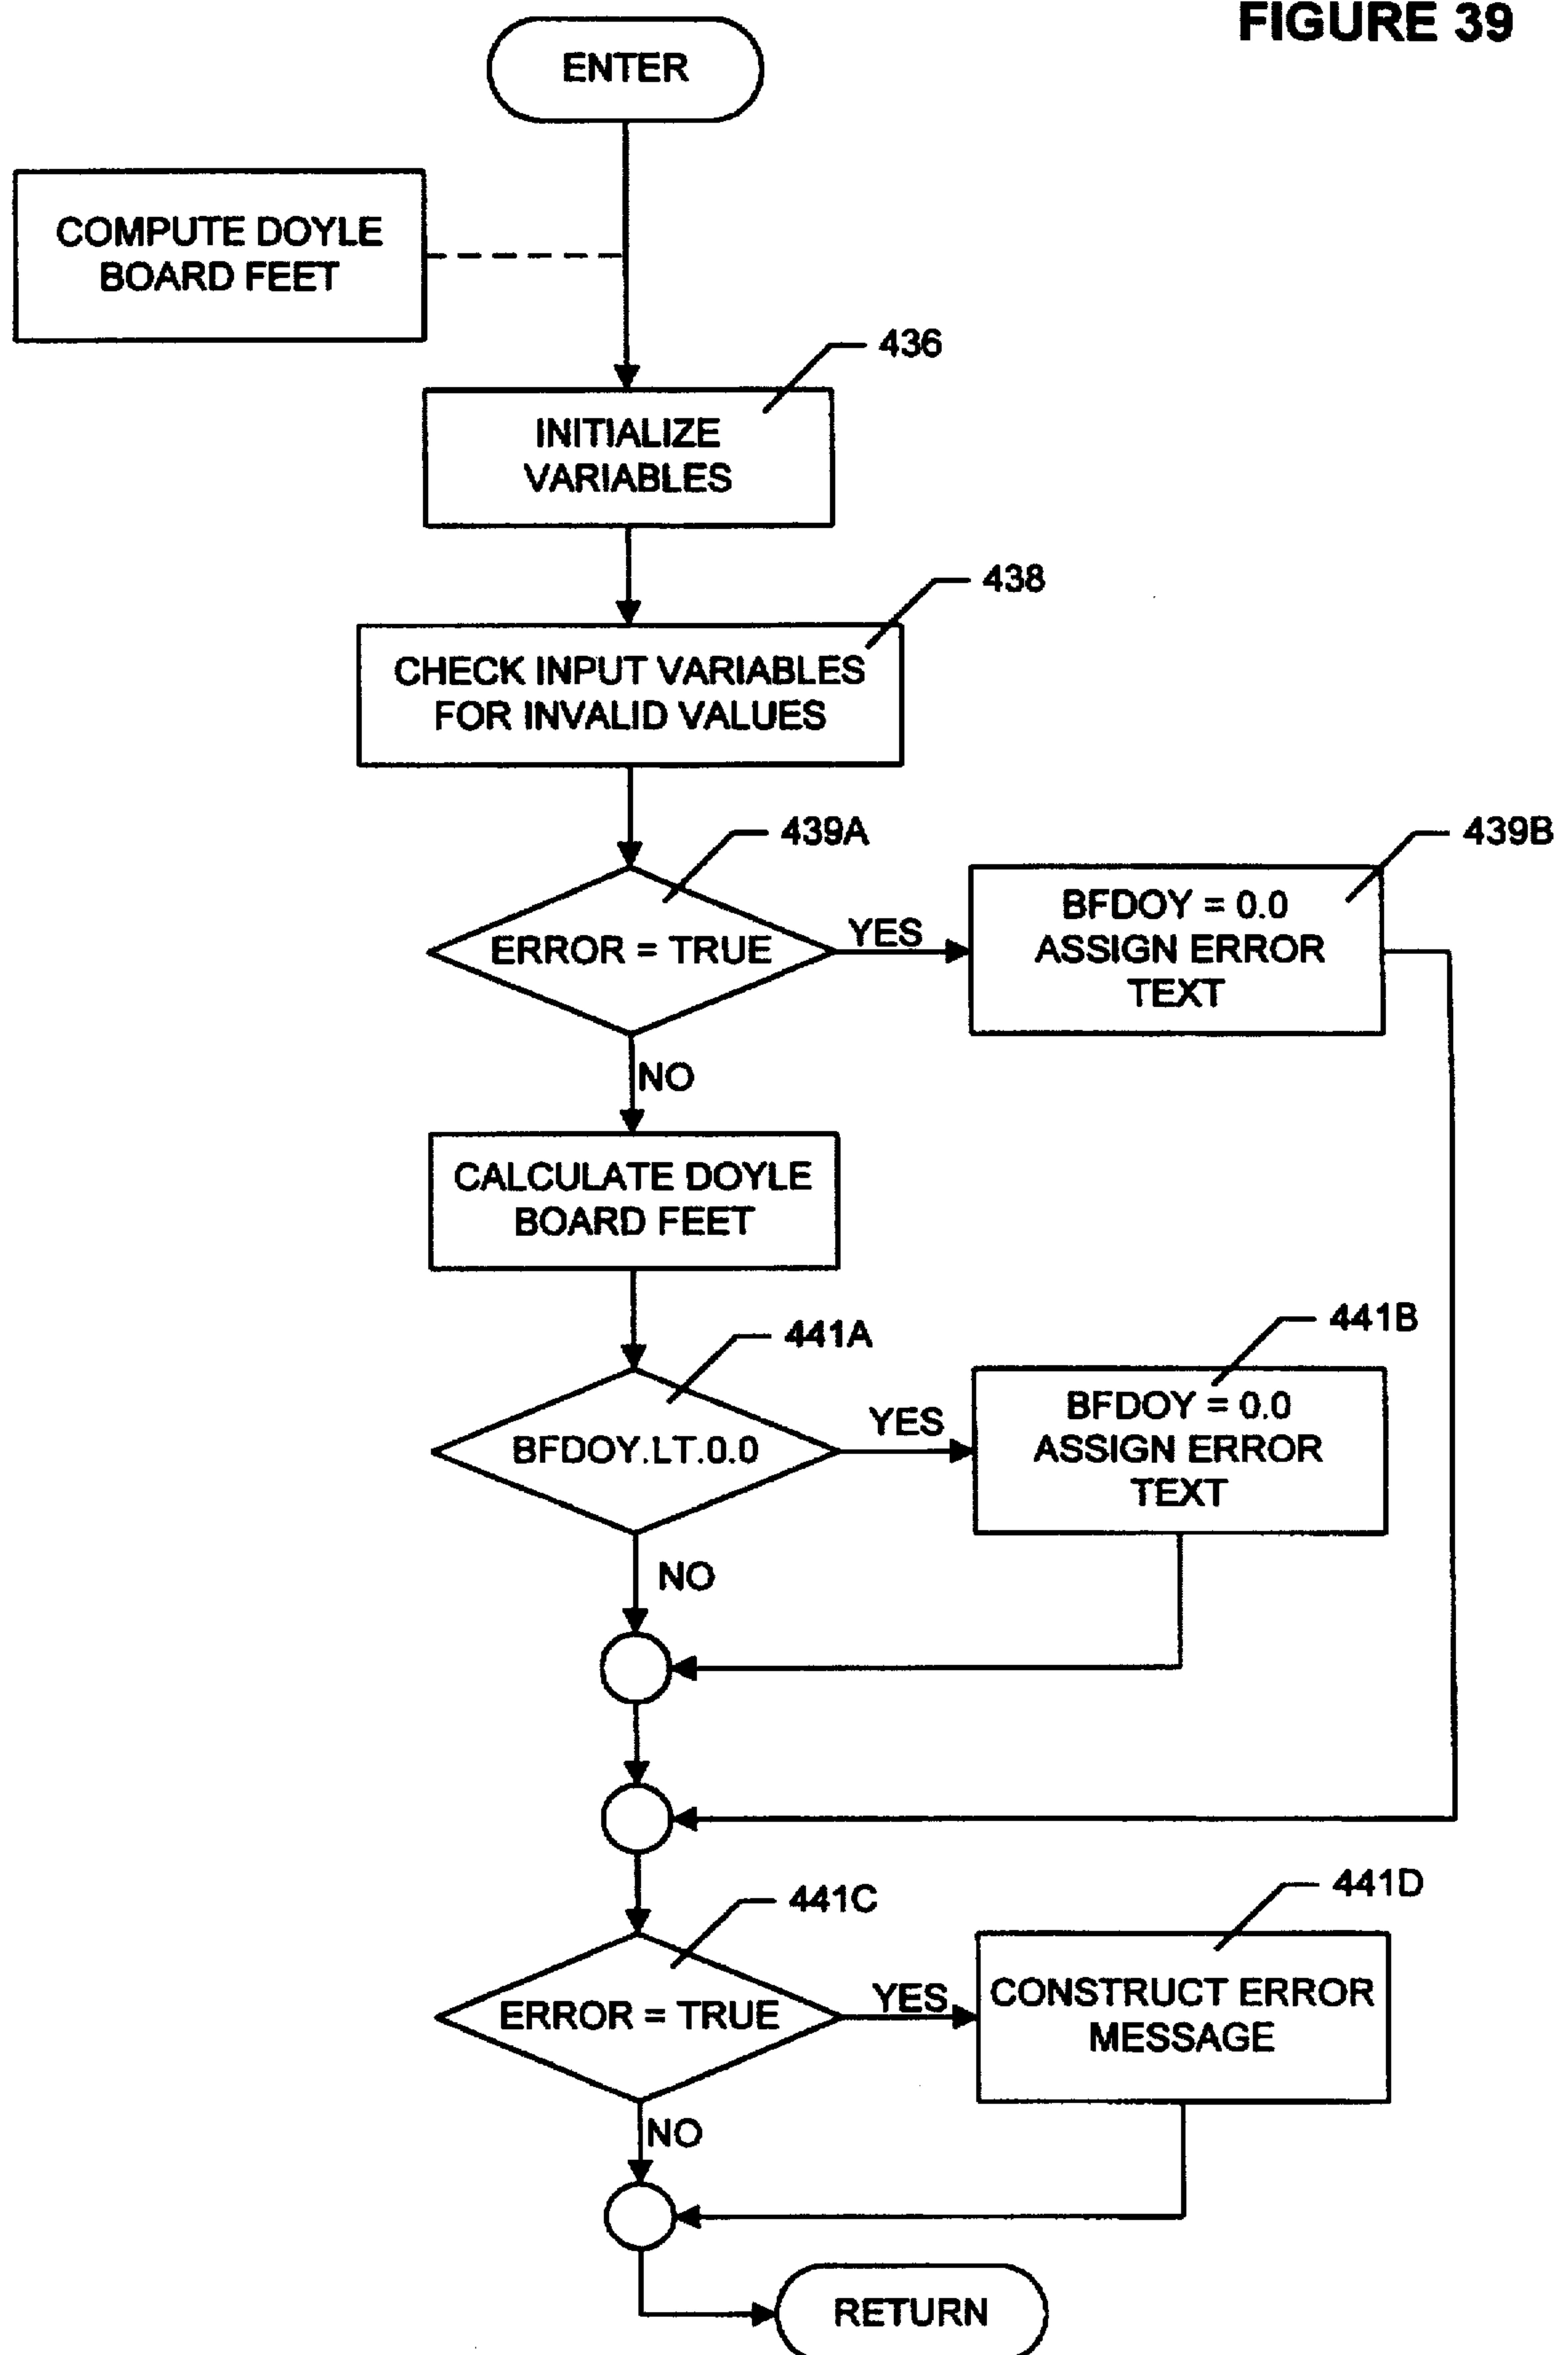 FIGURE 39
ENTER
COMPUTE DOYLE
BOARD FEET
436
INITIALIZE
VARIABLES
438
CHECK INPUT VARIABLES
FOR INVALID VALUES
439A
439B
ERROR = TRUE
YES
BFDOY = 0.0
ASSIGN ERROR
TEXT
NO
CALCULATE DOYLE
BOARD FEET
441A
441B
BFDOY.LT.0.0
YES
BFDOY = 0.0
ASSIGN ERROR
TEXT
NO
441C
441D
ERROR = TRUE
YES
CONSTRUCT ERROR
MESSAGE
NO
RETURN